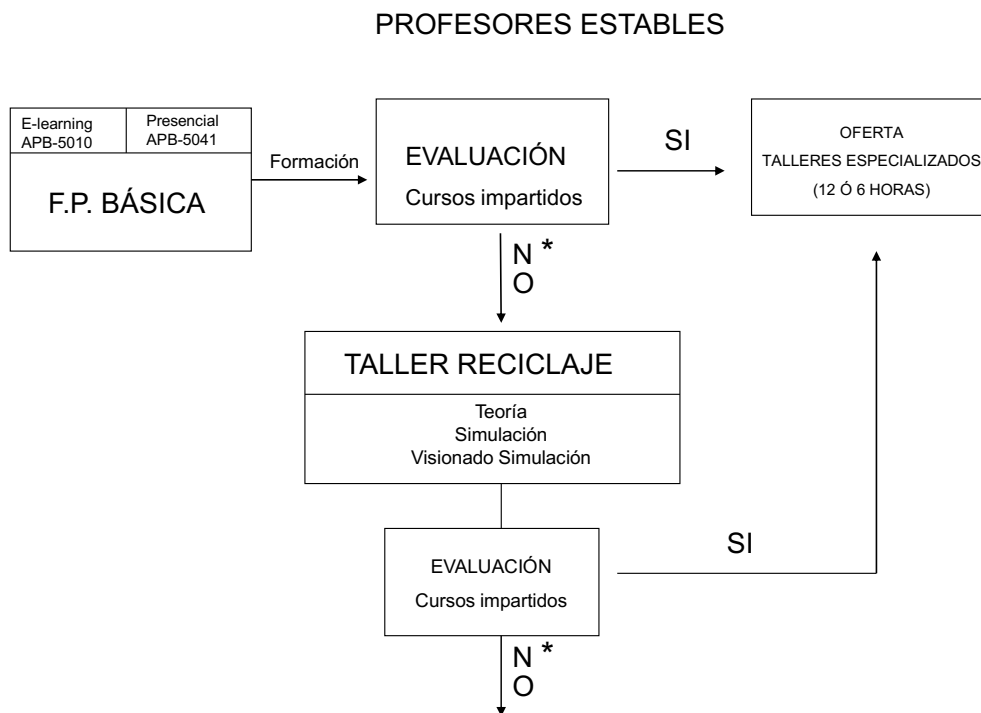 PROFESORES ESTABLES
E-learning
APB-5010
Presencial
APB-5041
F.P. BÁSICA
Formación
EVALUACIÓN
Cursos impartidos
SI
OFERTA
TALLERES ESPECIALIZADOS
(12 Ó 6 HORAS)
N *
O
TALLER RECICLAJE
Teoría
Simulación
Visionado Simulación
EVALUACIÓN
Cursos impartidos
SI
N *
O